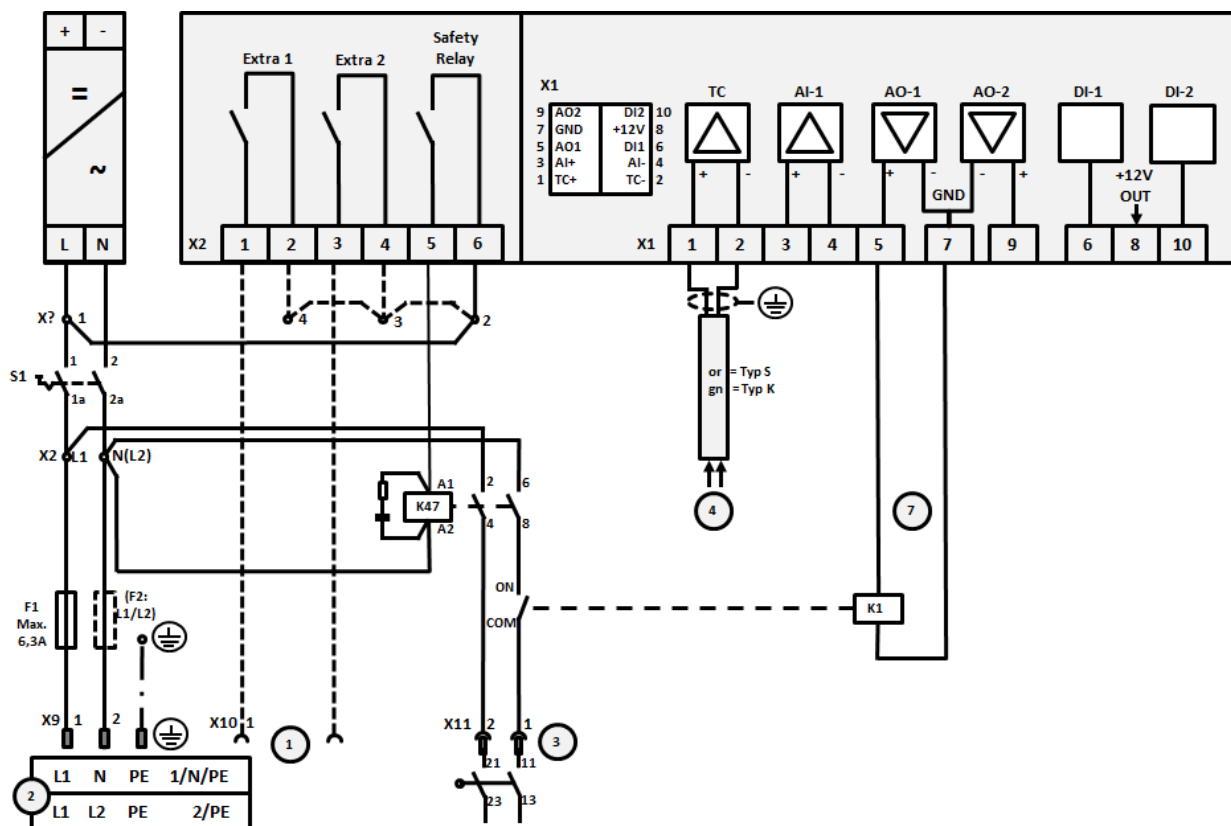 + -
=
~
L N
Extra 1 Extra 2 Safety
Relay
X2 1 2 3 4 5 6
X1
9 AO2 DI2 10
7 GND +12V 8
5 AO1 DI1 6
3 AI+ AI- 4
1 TC+ TC- 2
TC AI-1 AO-1 AO-2 DI-1 DI-2
+ - + - + - - +
GND
+12V
OUT
X1 1 2 3 4 5 7 9 6 8 10
X? 1
4 3 2
S1 1 2
1a 2a
or = Typ S
gn =Typ K
X2 L1 N(L2)
A1
K47
A2
2 6
4 8
4
7
ON
COM
K1
F1
Max.
6,3A
(F2:
L1/L2)
X9 1 2
X10 1
1
X11 2 1
3
21 11
23 13
2
L1 N PE 1/N/PE
L1 L2 PE 2/PE